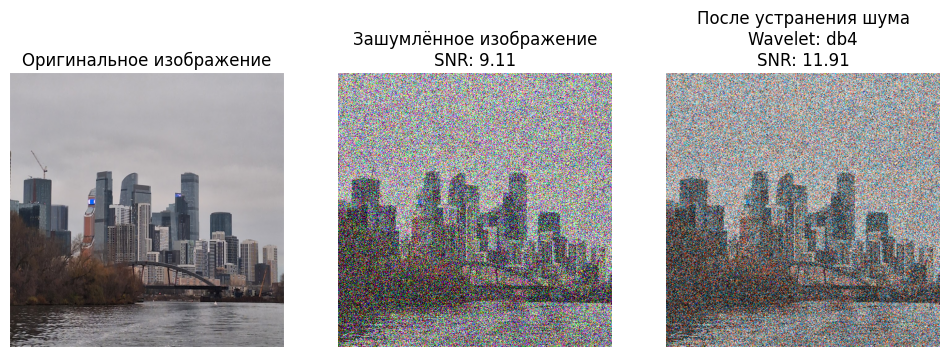 Оригинальное изображение
Зашумлённое изображение
SNR: 9.11
После устранения шума
Wavelet: db4
SNR: 11.91